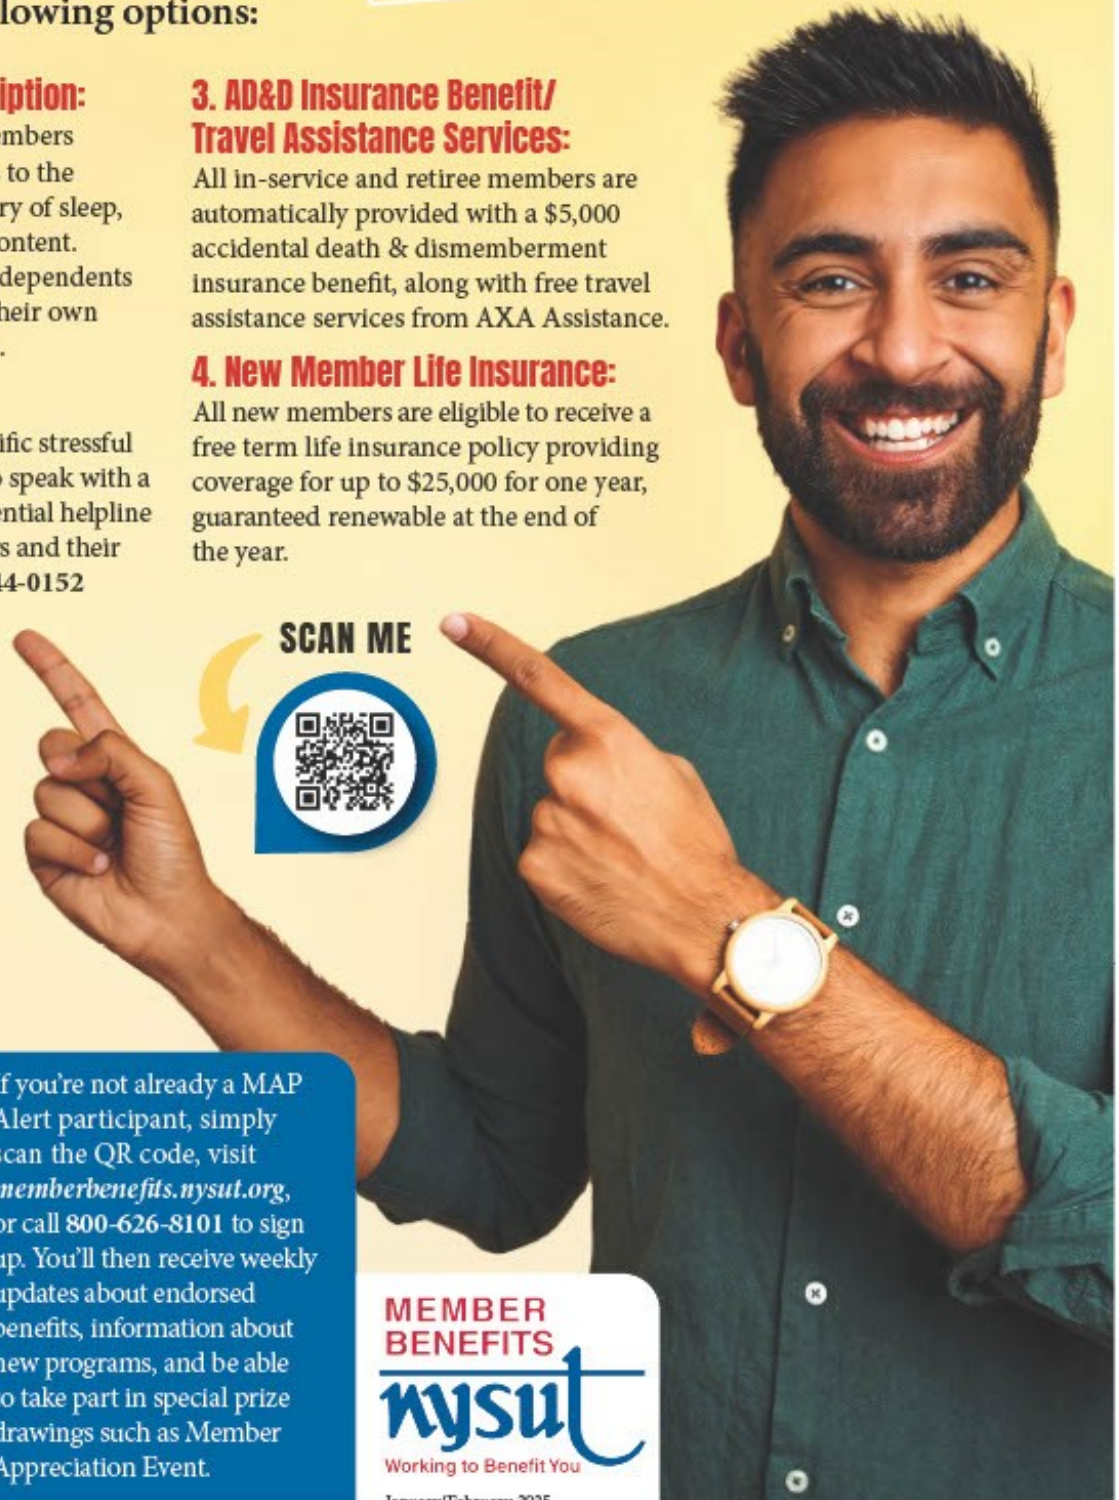 lowing options:
iption:
mbers
to the
ry of sleep,
ontent.
dependents
heir own
.
ific stressful
speak with a
ential helpline
s and their
44-0152
3. AD&D Insurance Benefit/
Travel Assistance Services:
All in-service and retiree members are
automatically provided with a $5,000
accidental death & dismemberment
insurance benefit, along with free travel
assistance services from AXA Assistance.
4. New Member Life Insurance:
All new members are eligible to receive a
free term life insurance policy providing
coverage for up to $25,000 for one year,
guaranteed renewable at the end of
the year.
SCAN ME
f you're not already a MAP
Alert participant, simply
scan the QR code, visit
memberbenefits.nysut.org,
or call 800-626-8101 to sign
up. You'll then receive weekly
updates about endorsed
benefits, information about
new programs, and be able
to take part in special prize
drawings such as Member
Appreciation Event.
MEMBER
BENEFITS
nysut
Working to Benefit You
January/February 2025